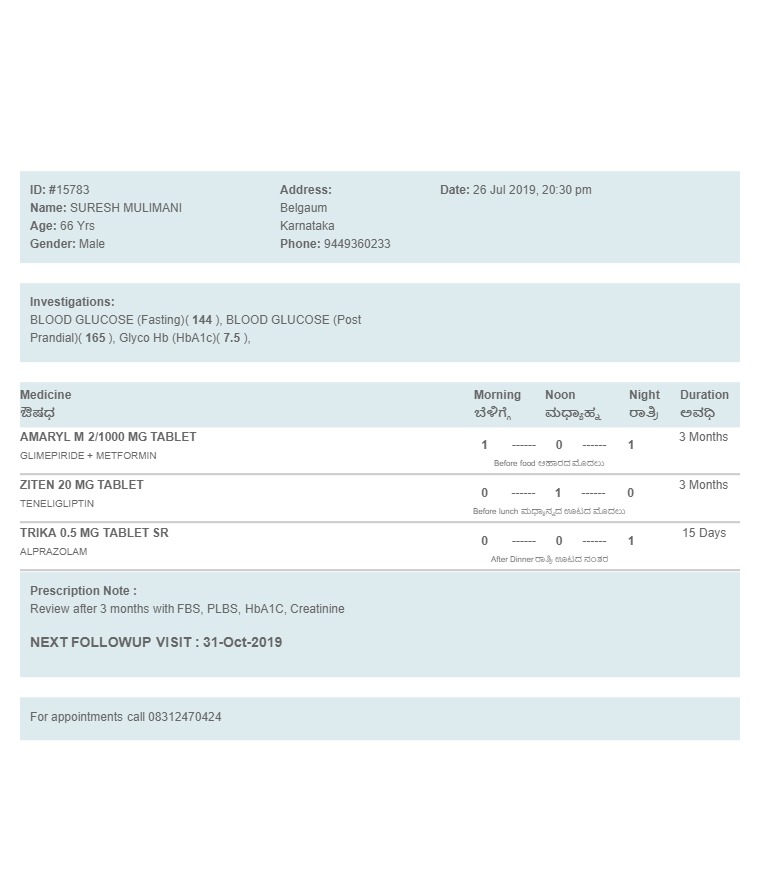 ID: #15783
Name: SURESH MULIMANI
Age: 66 Yrs
Gender: Male
Address:
Belgaum
Karnataka
Phone: 9449360233
Date: 26 Jul 2019, 20:30 pm
Investigations:
BLOOD GLUCOSE (Fasting)( 144 ), BLOOD GLUCOSE (Post
Prandial)( 165 ), Glyco Hb (HbA1c)( 7.5 ),
Medicine Morning Noon Night Duration
ಔಷಧ ಬೆಳಿಗ್ಗೆ ಮಧ್ಯಾಹ್ನ ರಾತ್ರಿ ಅವಧಿ
AMARYL M 2/1000 MG TABLET 1 ------ 0 ------ 1 3 Months
GLIMEPIRIDE + METFORMIN
Before food ಆಹಾರದ ಮೊದಲು
ZITEN 20 MG TABLET 0 ------ 1 ------ 0 3 Months
TENELIGLIPTIN
Before lunch ಮಧ್ಯಾನ್ನದ ಊಟದ ಮೊದಲು
TRIKA 0.5 MG TABLET SR 0 ------ 0 ------ 1 15 Days
ALPRAZOLAM
After Dinner ರಾತ್ರಿ ಊಟದ ನಂತರ
Prescription Note :
Review after 3 months with FBS, PLBS, HbA1C, Creatinine
NEXT FOLLOWUP VISIT : 31-Oct-2019
For appointments call 08312470424